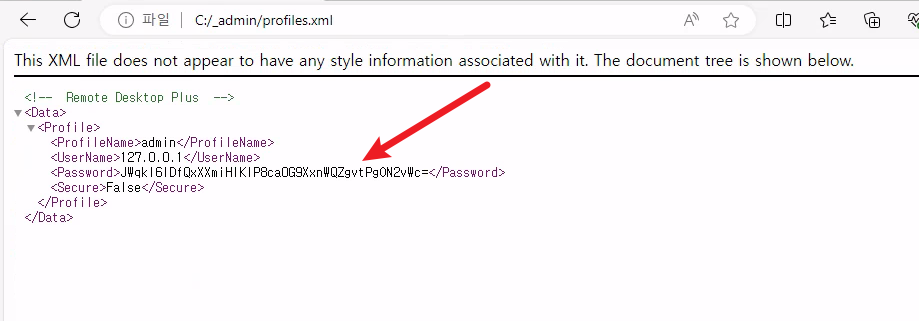 파일 C:/_admin/profiles.xml
This XML file does not appear to have any style information associated with it. The document tree is shown below.
<!-- Remote Desktop Plus -->
▼<Data>
▼<Profile>
<ProfileName>admin</ProfileName>
<UserName>127.0.0.1</UserName>
<Password>JWqkl6IDfQxXXmiHIKIP8caOG9XxnWQZgvtPgON2vWc=</Password>
<Secure>False</Secure>
</Profile>
</Data>